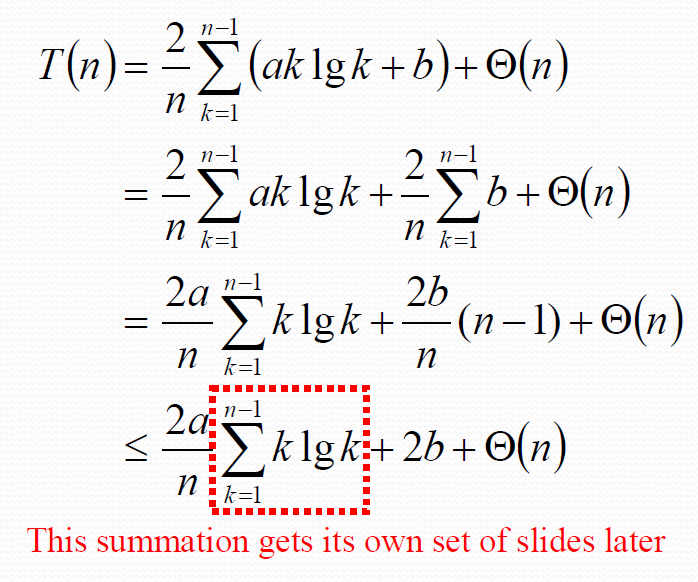 T(n) = 2/n ∑_{k=1}^{n−1} (ak lg k + b) + Θ(n)
= 2/n ∑_{k=1}^{n−1} ak lg k + 2/n ∑_{k=1}^{n−1} b + Θ(n)
= 2a/n ∑_{k=1}^{n−1} k lg k + 2b/n (n − 1) + Θ(n)
≤ 2a/n ∑_{k=1}^{n−1} k lg k + 2b + Θ(n)
This summation gets its own set of slides later